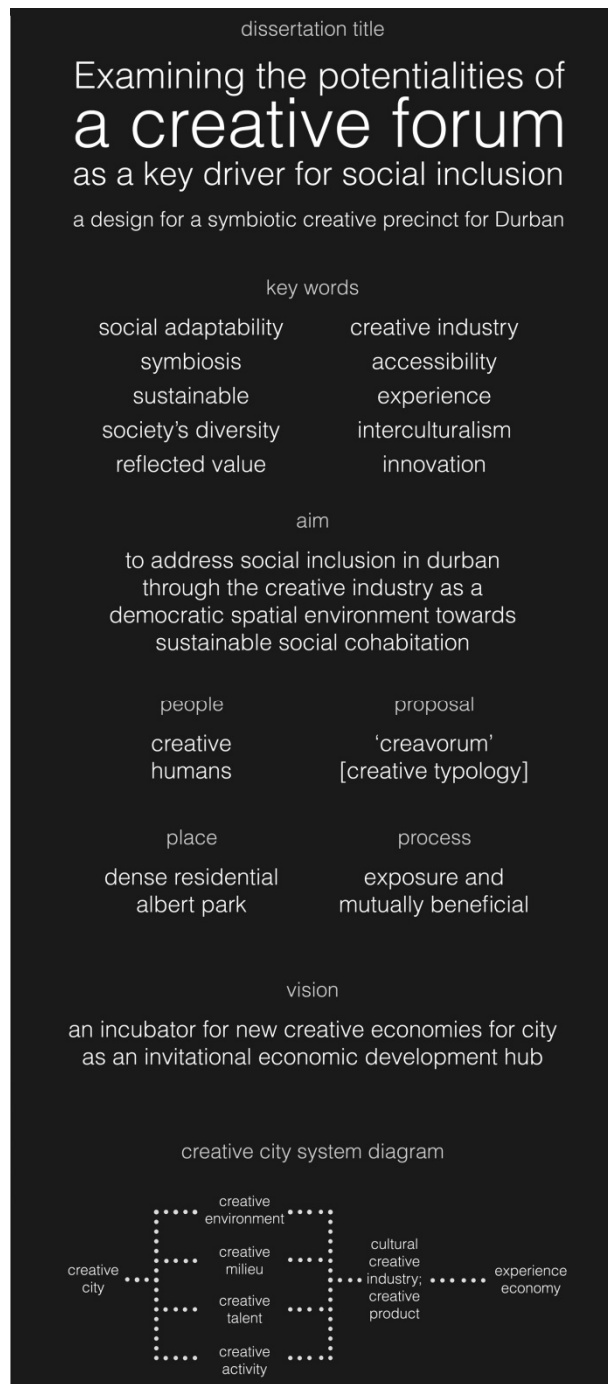 dissertation title
Examining the potentialities of
a creative forum
as a key driver for social inclusion
a design for a symbiotic creative precinct for Durban
key words
social adaptability
symbiosis
sustainable
society's diversity
reflected value
creative industry
accessibility
experience
interculturalism
innovation
aim
to address social inclusion in durban
through the creative industry as a
democratic spatial environment towards
sustainable social cohabitation
people
creative
humans
proposal
‘creavorum’
[creative typology]
place
dense residential
albert park
process
exposure and
mutually beneficial
vision
an incubator for new creative economies for city
as an invitational economic development hub
creative city system diagram
creative
city
creative
environment
creative
milieu
creative
talent
creative
activity
cultural
creative
industry;
creative
product
experience
economy